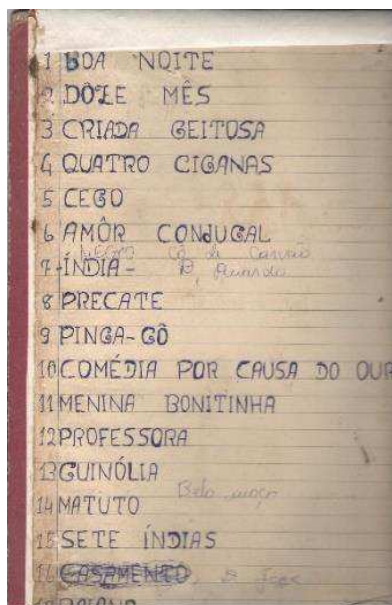 1 BOA NOITE
2 DÔZE MÊS
3 CRIADA GEITOSA
4 QUATRO CIGANAS
5 CEGO
6 AMÔR CONJUGAL
7-ÍNDIA-
8 PRECATE
9 PINGA-GÔ
10 COMÉDIA POR CAUSA DO OUR
11 MENINA BONITINHA
12 PROFESSORA
13 GUINÓLIA
14 MATUTO
15 SETE ÍNDIAS
16 CASAMENTO